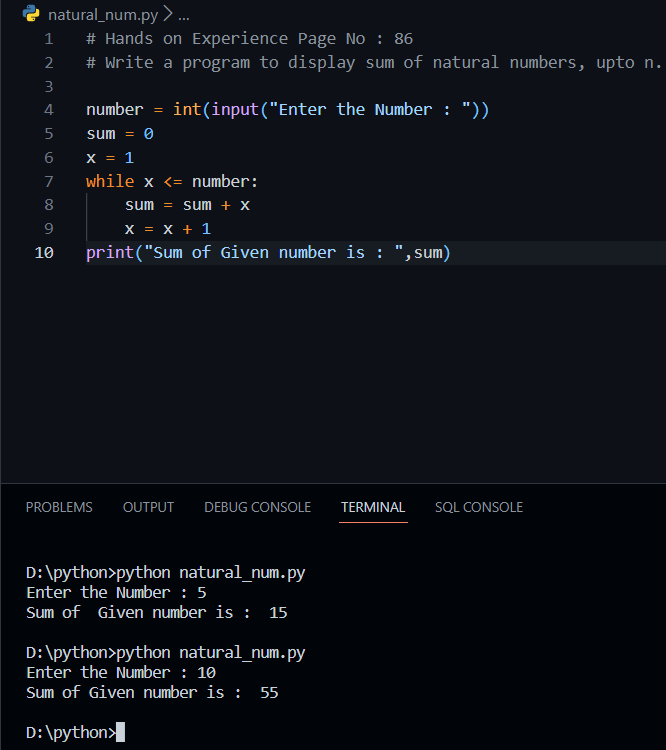 natural_num.py > ...
1 # Hands on Experience Page No : 86
2 # Write a program to display sum of natural numbers, upto n.
3
4 number = int(input("Enter the Number : "))
5 sum = 0
6 x = 1
7 while x <= number:
8     sum = sum + x
9     x = x + 1
10 print("Sum of Given number is : ",sum)
PROBLEMS OUTPUT DEBUG CONSOLE TERMINAL SQL CONSOLE
D:\python>python natural_num.py
Enter the Number : 5
Sum of  Given number is :  15
D:\python>python natural_num.py
Enter the Number : 10
Sum of Given number is :  55
D:\python>